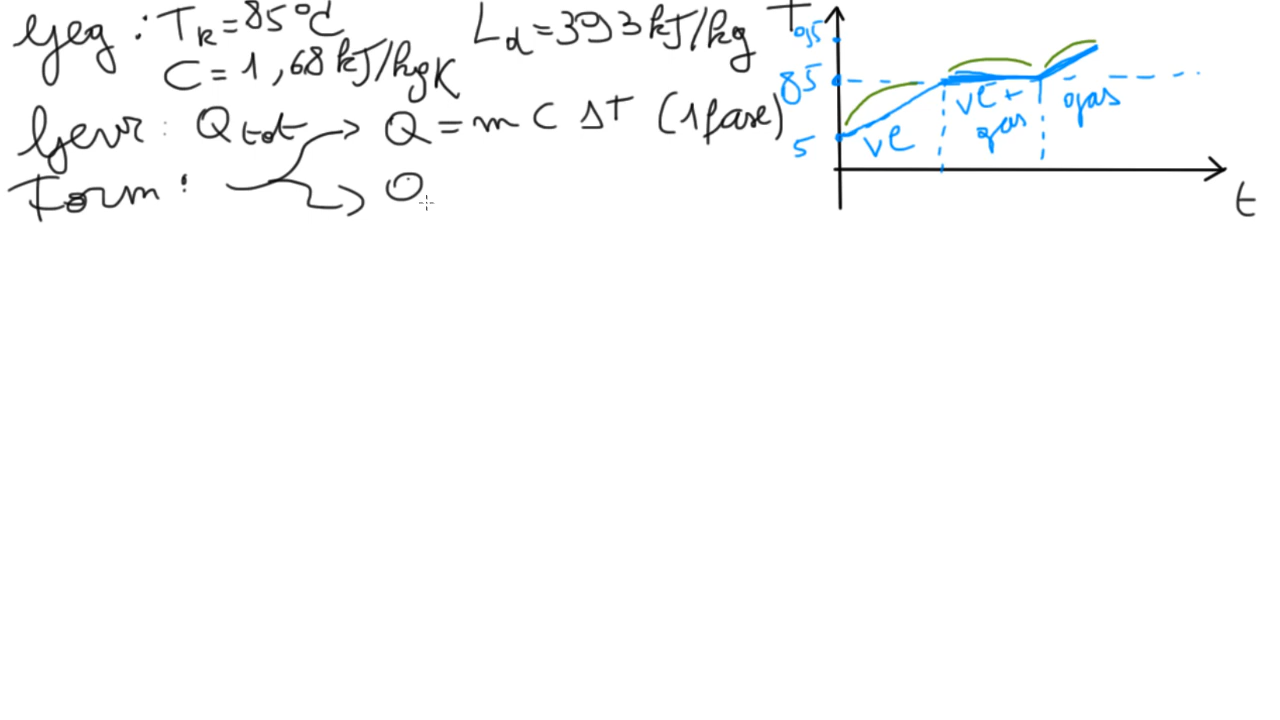 Geg : Tk = 85°C Ld = 393 kJ/kg
C = 1,68 kJ/kgK
Gevr : Qtot → Q = m c ΔT (1 fase)
Form : → Q
T
95
85
5
vl
vl + gas
gas
t